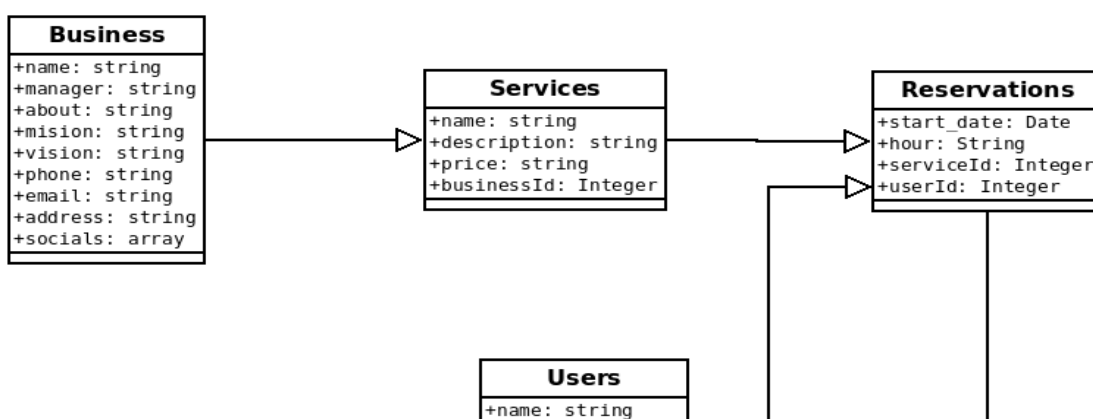 Business
+name: string
+manager: string
+about: string
+mision: string
+vision: string
+phone: string
+email: string
+address: string
+socials: array
Services
+name: string
+description: string
+price: string
+businessId: Integer
Reservations
+start_date: Date
+hour: String
+serviceId: Integer
+userId: Integer
Users
+name: string